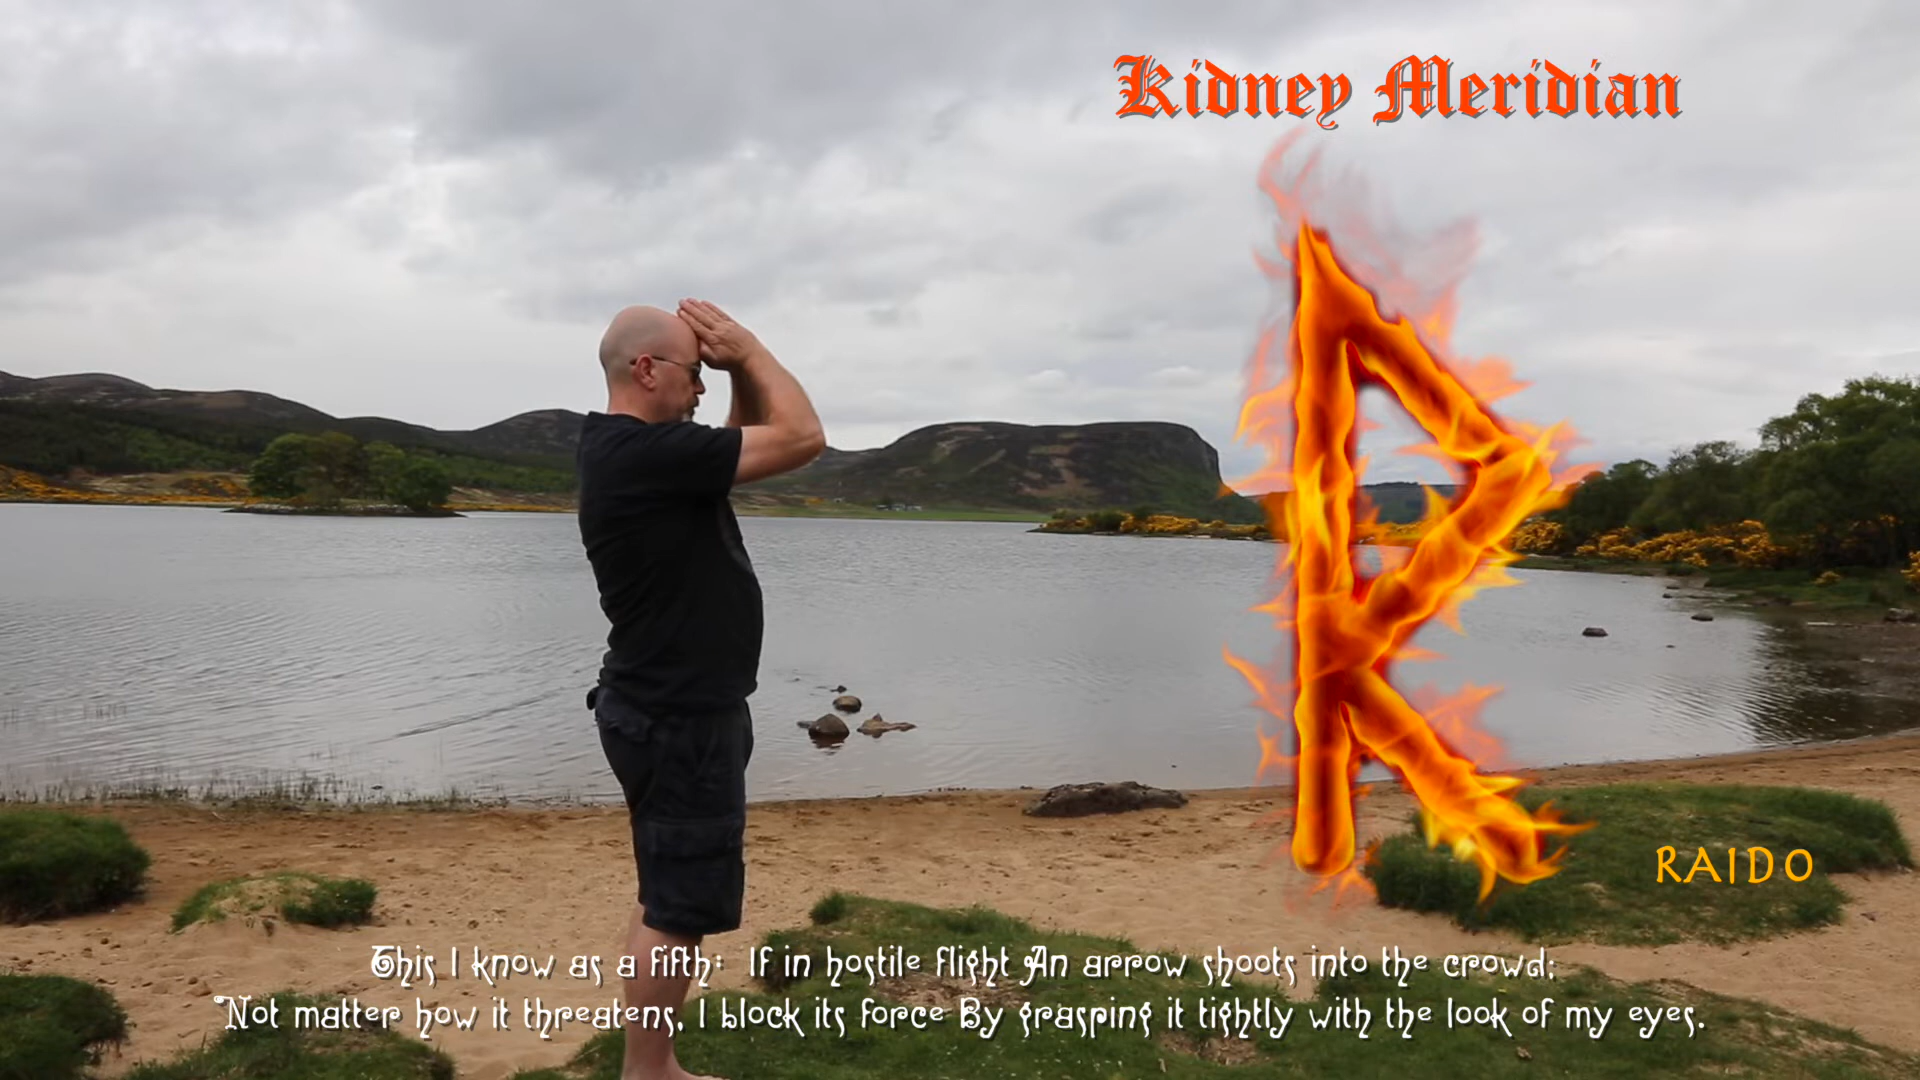 Kidney Meridian
RAIDO
This I know as a fifth: If in hostile flight An arrow shoots into the crowd;
Not matter how it threatens, I block its force By grasping it tightly with the look of my eyes.